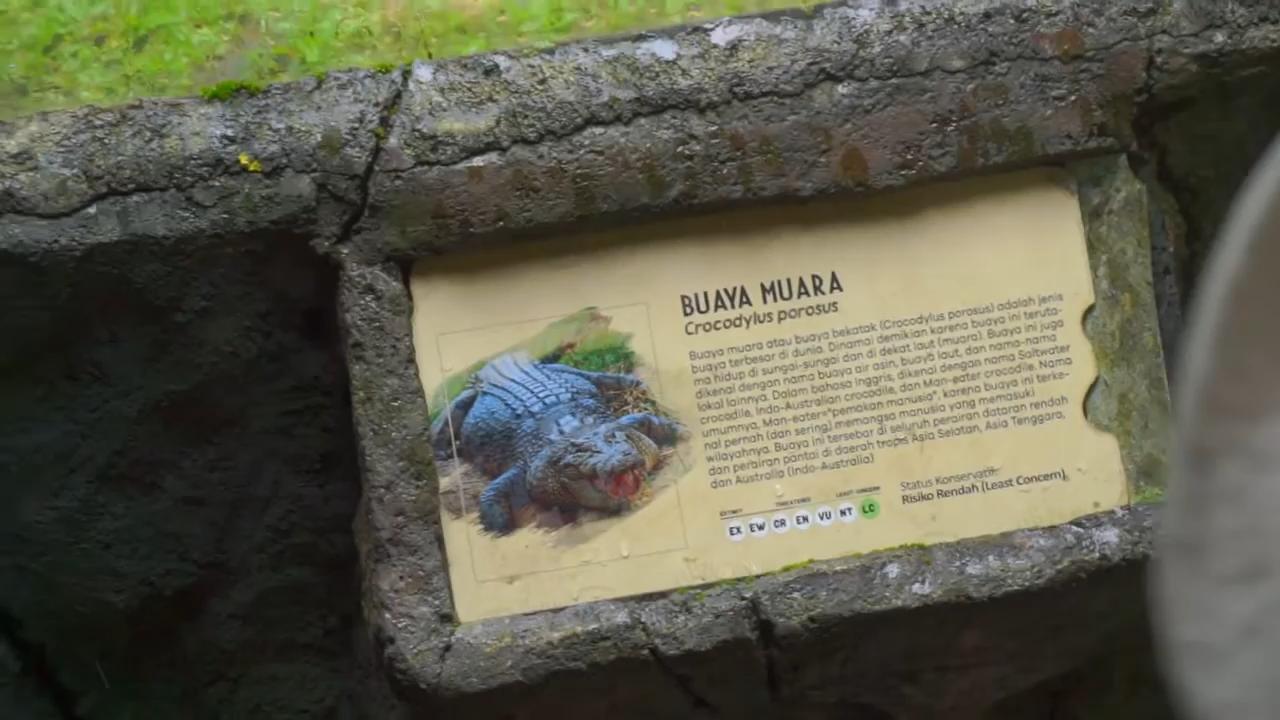 BUAYA MUARA
Crocodylus porosus
Buaya muara atau buaya bekatak (Crocodylus porosus) adalah jenis
buaya terbesar di dunia. Dinamai demikian karena buaya ini teruta-
ma hidup di sungai-sungai dan di dekat laut (muara). Buaya ini juga
dikenal dengan nama buaya air asin, buaya laut, dan nama-nama
lokal lainnya. Dalam bahasa Inggris, dikenal dengan nama Saltwater
crocodile, Indo-Australian crocodile, dan Man-eater crocodile. Nama
umumnya, Man-eater="pemakan manusia", karena buaya ini terke-
nal pernah (dan sering) memangsa manusia yang memasuki
wilayahnya. Buaya ini tersebar di seluruh perairan dataran rendah
dan perairan pantai di daerah tropis Asia Selatan, Asia Tenggara,
dan Australia (Indo-Australia)
EXTINCT THREATENED LEAST CONCERN
EX EW CR EN VU NT LC
Status Konservasi:
Risiko Rendah (Least Concern)